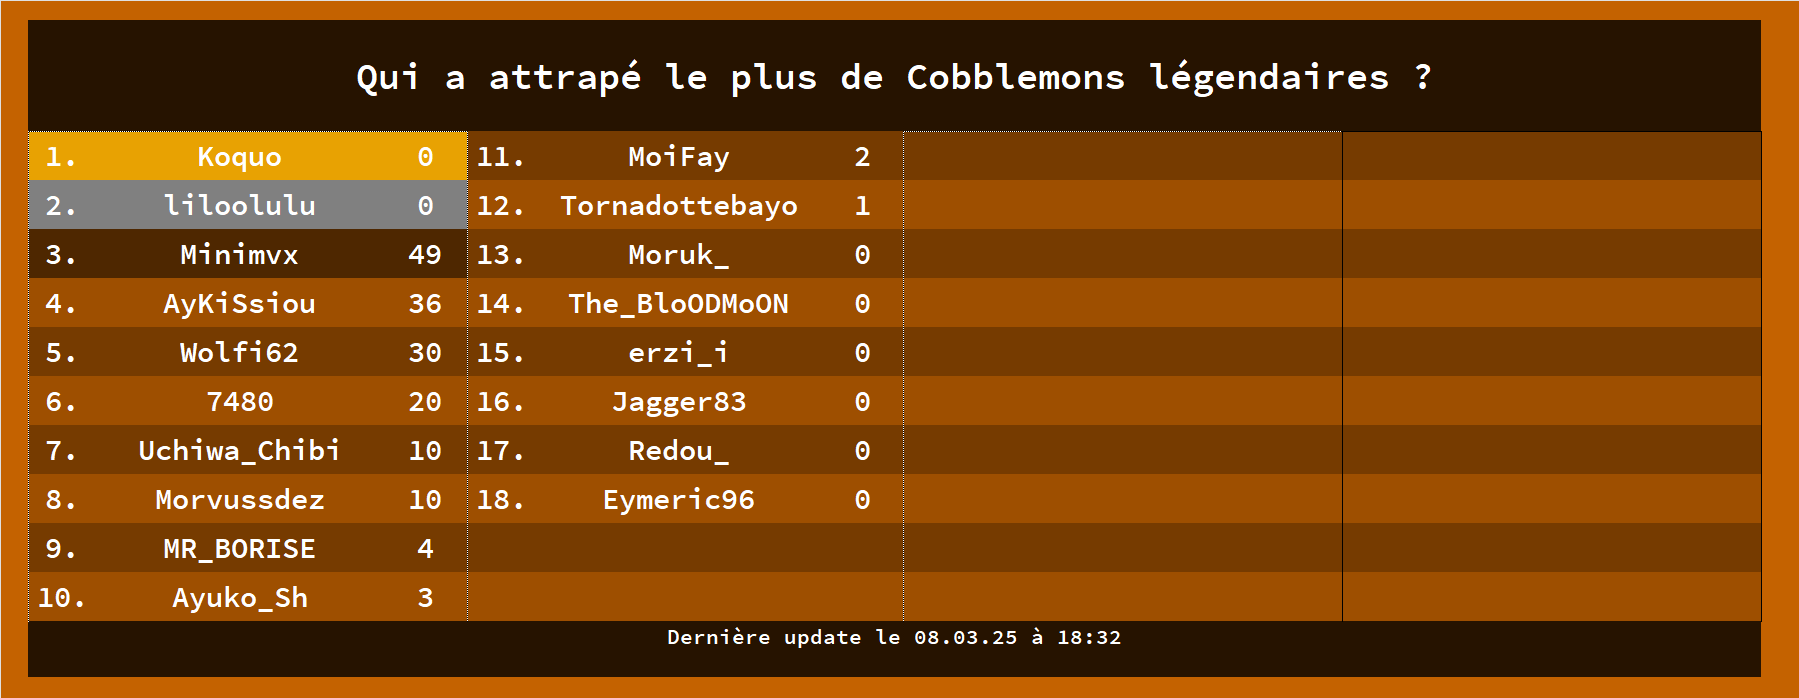 Qui a attrapé le plus de Cobblemons légendaires ?
1. Koquo 0
2. liloolulu 0
3. Minimvx 49
4. AyKiSsiou 36
5. Wolfi62 30
6. 7480 20
7. Uchiwa_Chibi 10
8. Morvussdez 10
9. MR_BORISE 4
10. Ayuko_Sh 3
11. MoiFay 2
12. Tornadottebayo 1
13. Moruk_ 0
14. The_BloODMoON 0
15. erzi_i 0
16. Jagger83 0
17. Redou_ 0
18. Eymeric96 0
Dernière update le 08.03.25 à 18:32